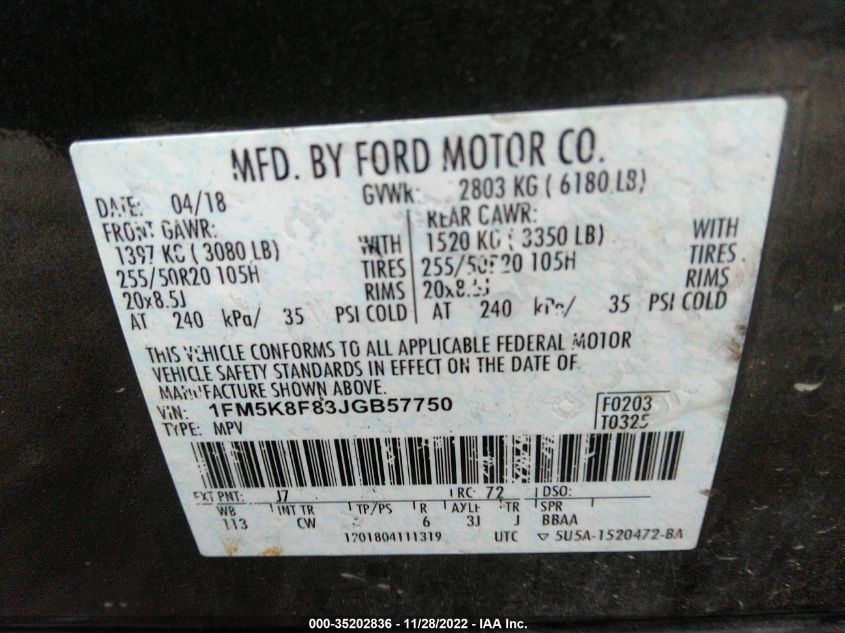 MFD. BY FORD MOTOR CO.
DATE: 04/18 GVWR: 2803 KG ( 6180 LB)
FRONT GAWR: REAR GAWR:
1397 KG ( 3080 LB) WITH 1520 KG ( 3350 LB) WITH
255/50R20 105H TIRES 255/50R20 105H TIRES
20x8.5J RIMS 20x8.5J RIMS
AT 240 kPa/ 35 PSI COLD AT 240 kPa/ 35 PSI COLD
THIS VEHICLE CONFORMS TO ALL APPLICABLE FEDERAL MOTOR
VEHICLE SAFETY STANDARDS IN EFFECT ON THE DATE OF
MANUFACTURE SHOWN ABOVE.
VIN: 1FM5K8F83JGB57750 F0203
TYPE: MPV T0325
EXT PNT: J7 RC: 72 DSO:
WB INT TR TP/PS R AXLE TR SPR
113 CW 6 3J J BBAA
1201804111319 UTC ▽ 5U5A-1520472-BA
000-35202836 - 11/28/2022 - IAA Inc.